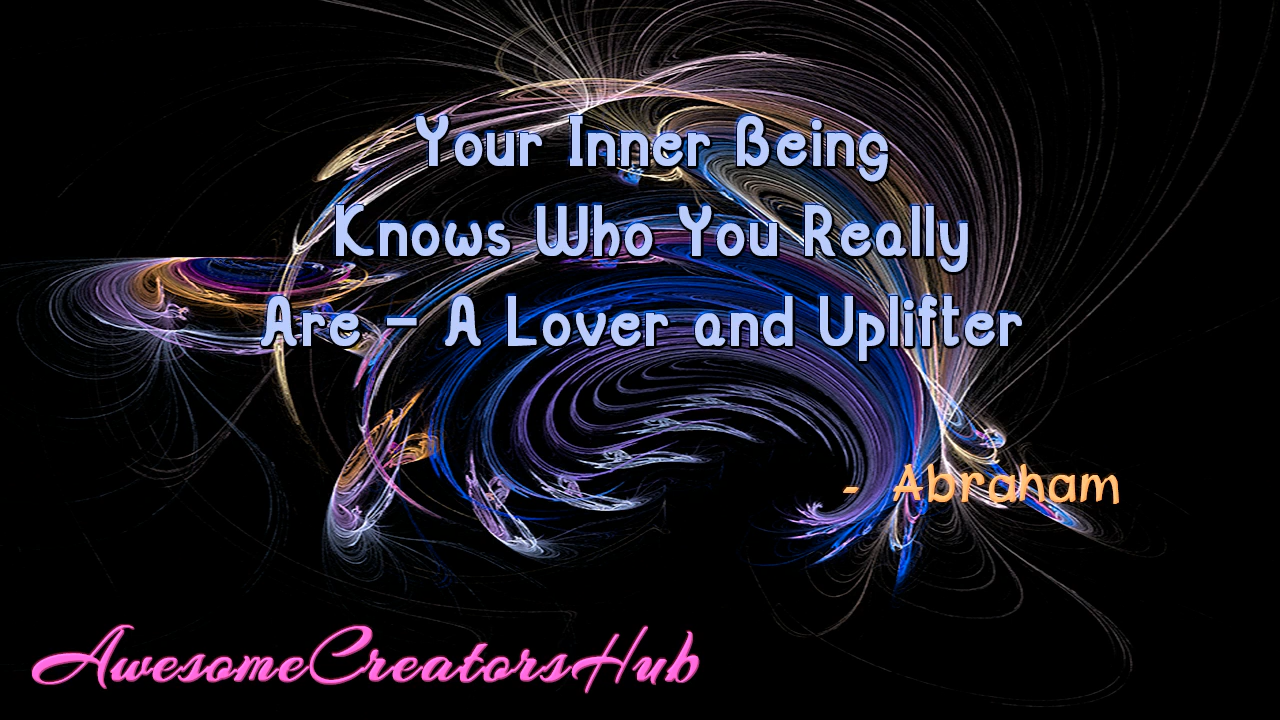 Your Inner Being
Knows Who You Really
Are - A Lover and Uplifter
- Abraham
AwesomeCreatorsHub